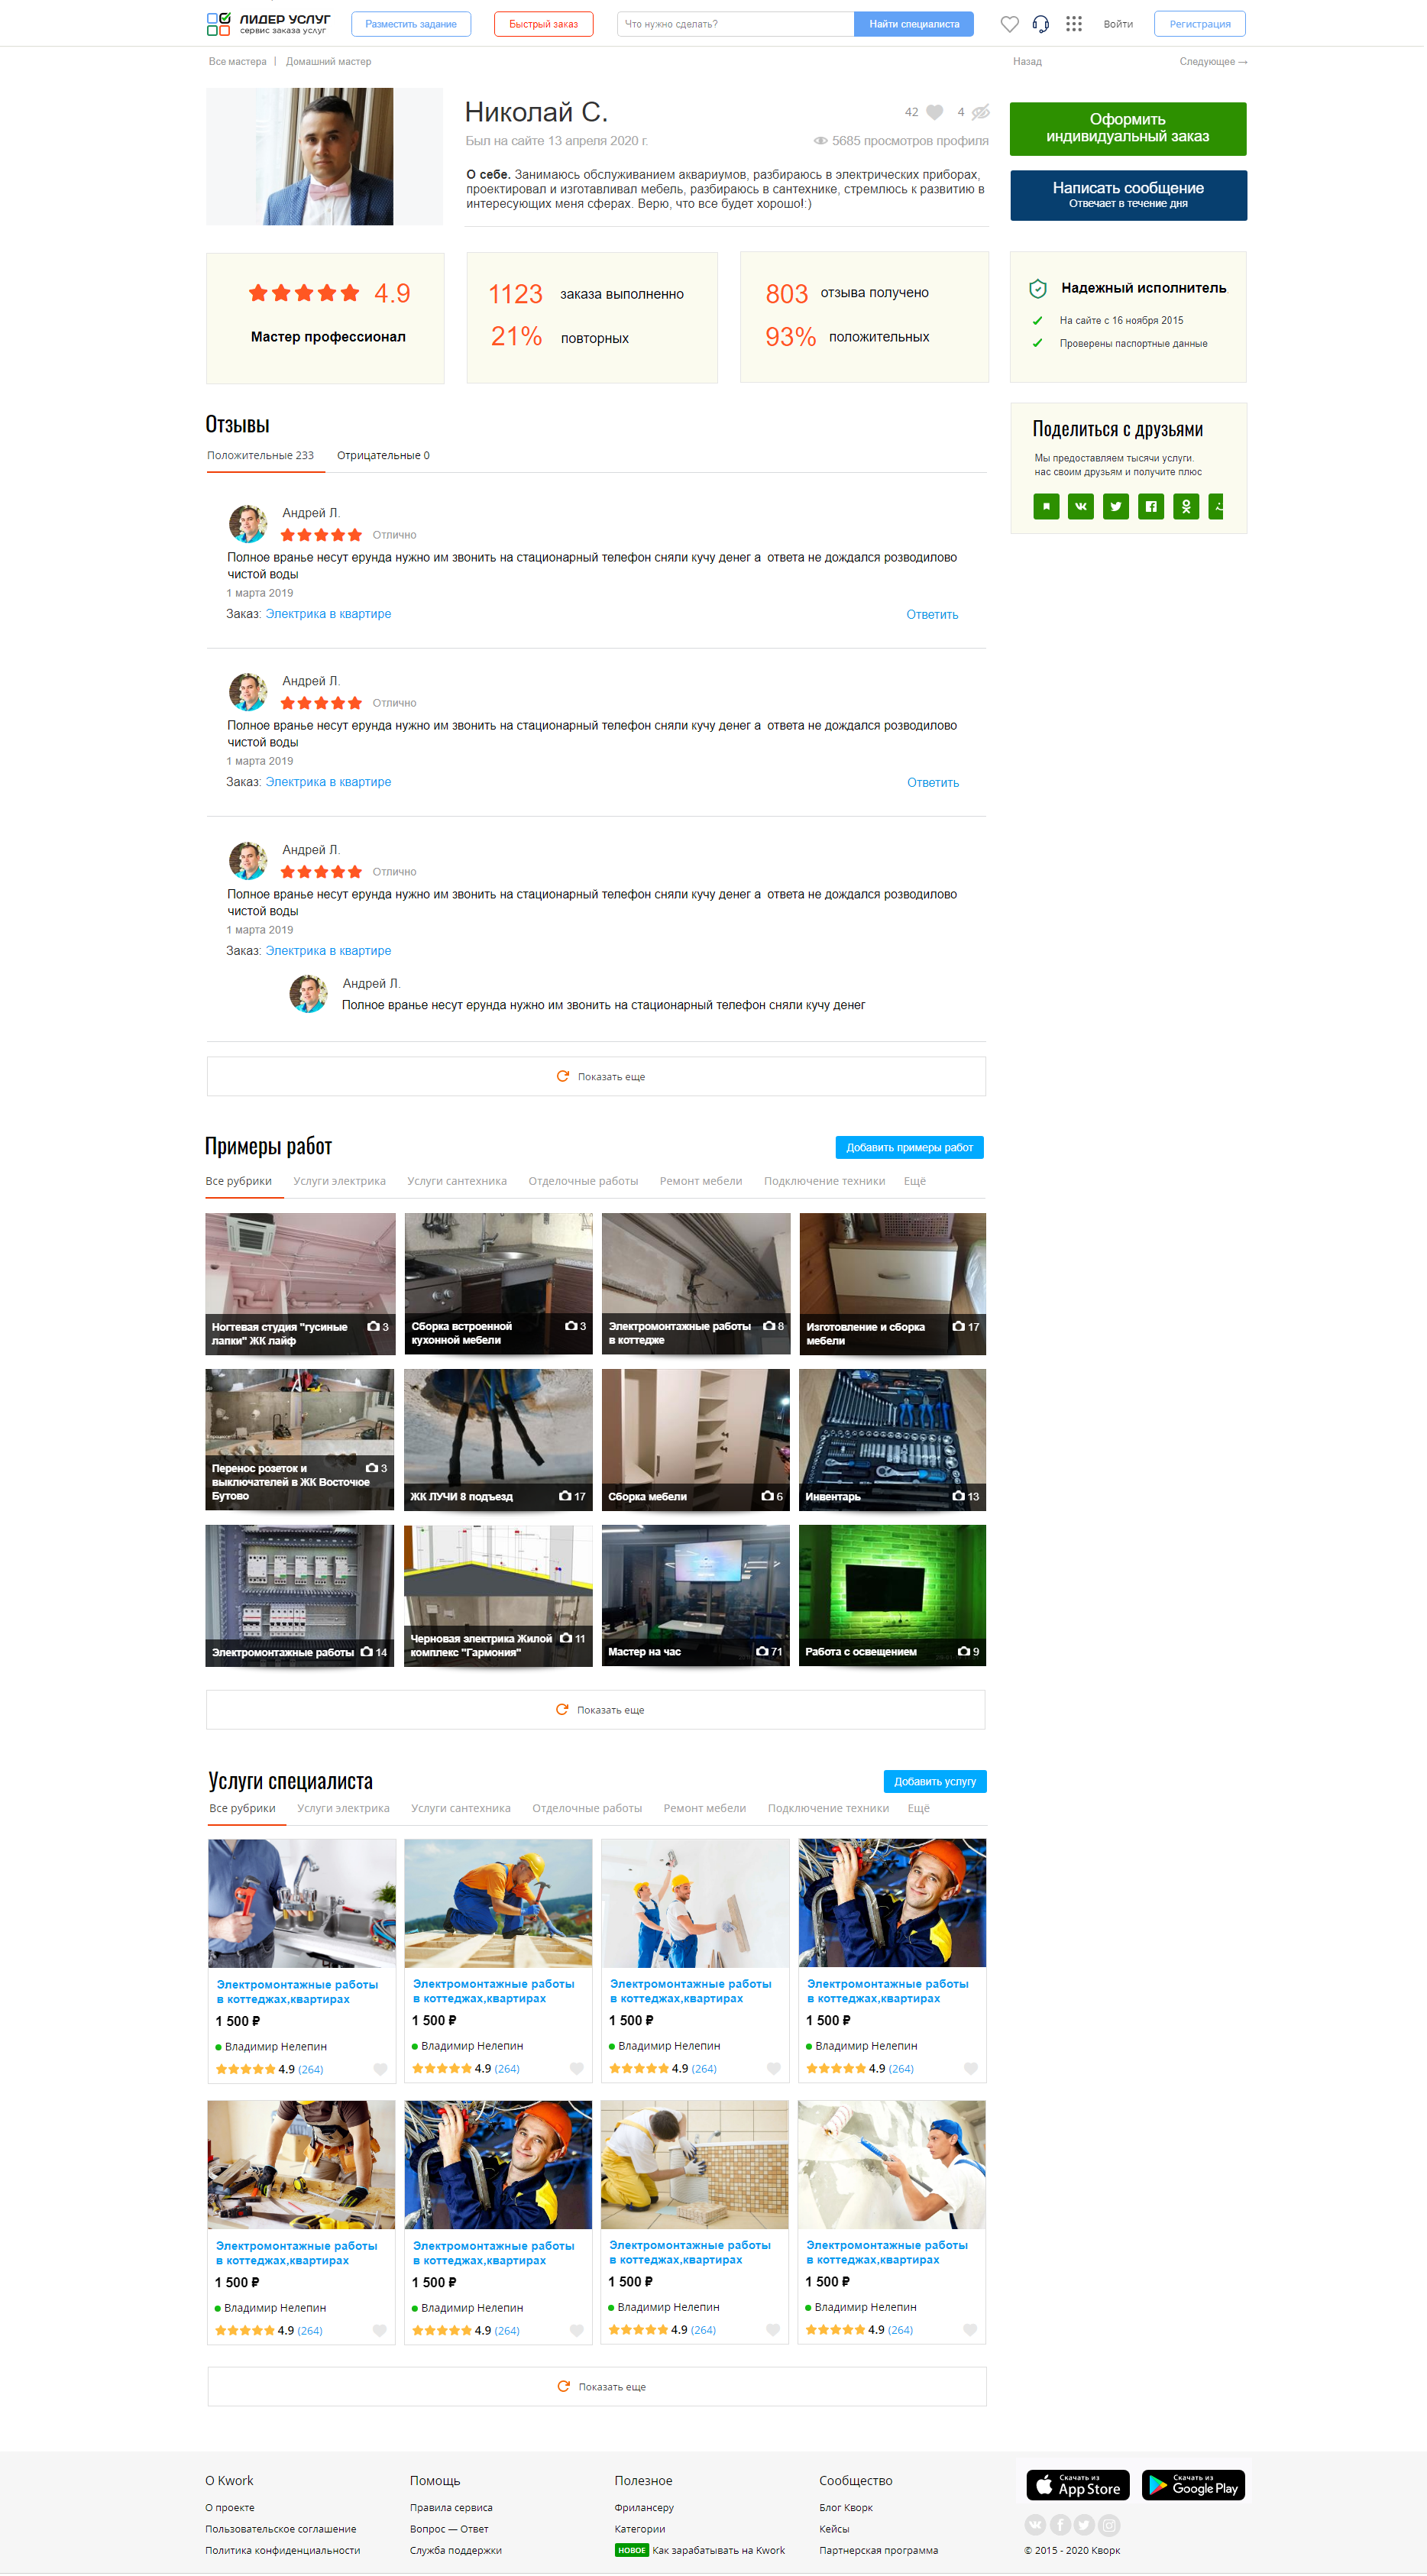 ЛИДЕР УСЛУГ
сервис заказа услуг
Разместить задание
Быстрый заказ
Что нужно сделать?
Найти специалиста
Войти
Регистрация
Все мастера | Домашний мастер
Назад
Следующее →
Николай С.
42
4
Был на сайте 13 апреля 2020 г.
5685 просмотров профиля
О себе. Занимаюсь обслуживанием аквариумов, разбираюсь в электрических приборах,
проектировал и изготавливал мебель, разбираюсь в сантехнике, стремлюсь к развитию в
интересующих меня сферах. Верю, что все будет хорошо!:)
Оформить
индивидуальный заказ
Написать сообщение
Отвечает в течение дня
4.9
Мастер профессионал
1123 заказа выполненно
21% повторных
803 отзыва получено
93% положительных
Надежный исполнитель
На сайте с 16 ноября 2015
Проверены паспортные данные
Поделиться с друзьями
Мы предоставляем тысячи услуги.
нас своим друзьям и получите плюс
Отзывы
Положительные 233
Отрицательные 0
Андрей Л.
Отлично
Полное вранье несут ерунда нужно им звонить на стационарный телефон сняли кучу денег а ответа не дождался розводилово
чистой воды
1 марта 2019
Заказ: Электрика в квартире
Ответить
Андрей Л.
Отлично
Полное вранье несут ерунда нужно им звонить на стационарный телефон сняли кучу денег а ответа не дождался розводилово
чистой воды
1 марта 2019
Заказ: Электрика в квартире
Ответить
Андрей Л.
Отлично
Полное вранье несут ерунда нужно им звонить на стационарный телефон сняли кучу денег а ответа не дождался розводилово
чистой воды
1 марта 2019
Заказ: Электрика в квартире
Андрей Л.
Полное вранье несут ерунда нужно им звонить на стационарный телефон сняли кучу денег
Показать еще
Примеры работ
Добавить примеры работ
Все рубрики
Услуги электрика
Услуги сантехника
Отделочные работы
Ремонт мебели
Подключение техники
Ещё
Ногтевая студия "гусиные
лапки" ЖК лайф
3
Сборка встроенной
кухонной мебели
3
Электромонтажные работы
в коттедже
8
Изготовление и сборка
мебели
17
Перенос розеток и
выключателей в ЖК Восточюе
Бутово
3
ЖК ЛУЧИ 8 подъезд
17
Сборка мебели
6
Инвентарь
13
Электромонтажные работы
14
Черновая электрика Жилой
комплекс "Гармония"
11
Мастер на час
71
Работа с освещением
9
Показать еще
Услуги специалиста
Добавить услугу
Все рубрики
Услуги электрика
Услуги сантехника
Отделочные работы
Ремонт мебели
Подключение техники
Ещё
Электромонтажные работы
в коттеджах,квартирах
1 500 ₽
Владимир Нелепин
4.9 (264)
Электромонтажные работы
в коттеджах,квартирах
1 500 ₽
Владимир Нелепин
4.9 (264)
Электромонтажные работы
в коттеджах,квартирах
1 500 ₽
Владимир Нелепин
4.9 (264)
Электромонтажные работы
в коттеджах,квартирах
1 500 ₽
Владимир Нелепин
4.9 (264)
Электромонтажные работы
в коттеджах,квартирах
1 500 ₽
Владимир Нелепин
4.9 (264)
Электромонтажные работы
в коттеджах,квартирах
1 500 ₽
Владимир Нелепин
4.9 (264)
Электромонтажные работы
в коттеджах,квартирах
1 500 ₽
Владимир Нелепин
4.9 (264)
Электромонтажные работы
в коттеджах,квартирах
1 500 ₽
Владимир Нелепин
4.9 (264)
Показать еще
О Kwork
О проекте
Пользовательское соглашение
Политика конфиденциальности
Помощь
Правила сервиса
Вопрос — Ответ
Служба поддержки
Полезное
Фрилансеру
Категории
НОВОЕ Как зарабатывать на Kwork
Сообщество
Блог Кворк
Кейсы
Партнерская программа
Скачать из
App Store
Скачать из
Google Play
© 2015 - 2020 Кворк